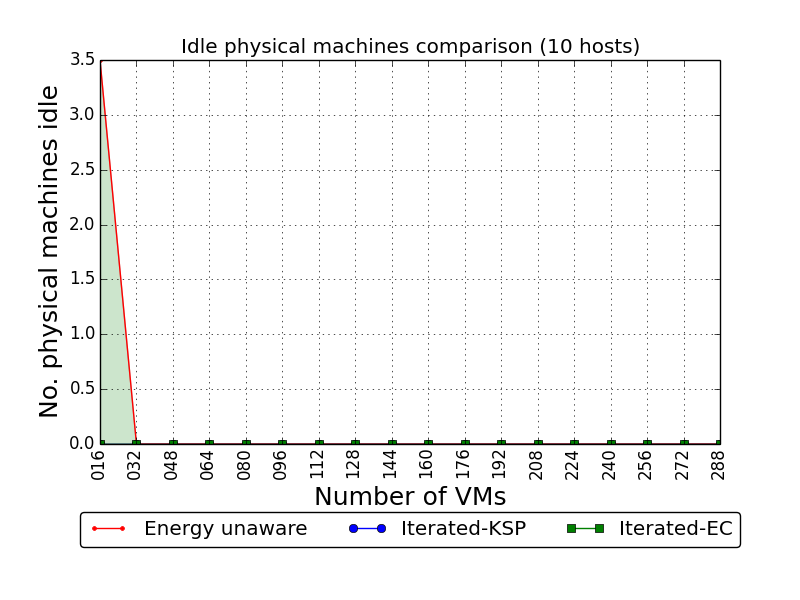 Idle physical machines comparison (10 hosts)
No. physical machines idle
3.5
3.0
2.5
2.0
1.5
1.0
0.5
0.0
016 032 048 064 080 096 112 128 144 160 176 192 208 224 240 256 272 288
Number of VMs
Energy unaware Iterated-KSP Iterated-EC